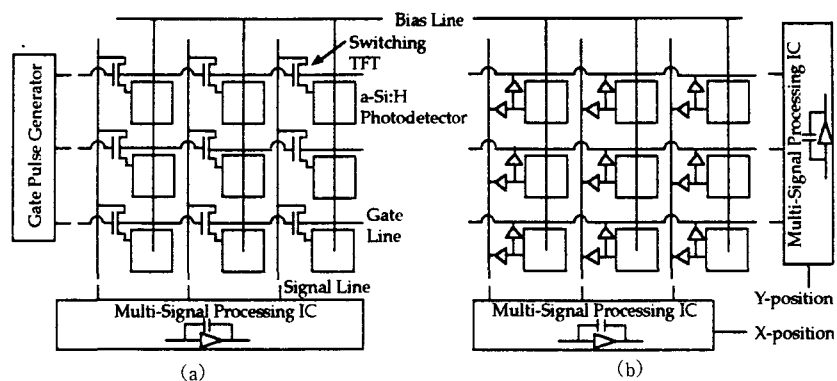 Bias Line
Switching
TFT
a-Si:H
Photodetector
Gate Pulse Generator
Gate
Line
Signal Line
Multi-Signal Processing IC
(a)
Multi-Signal Processing IC
Y-position
Multi-Signal Processing IC
X-position
(b)